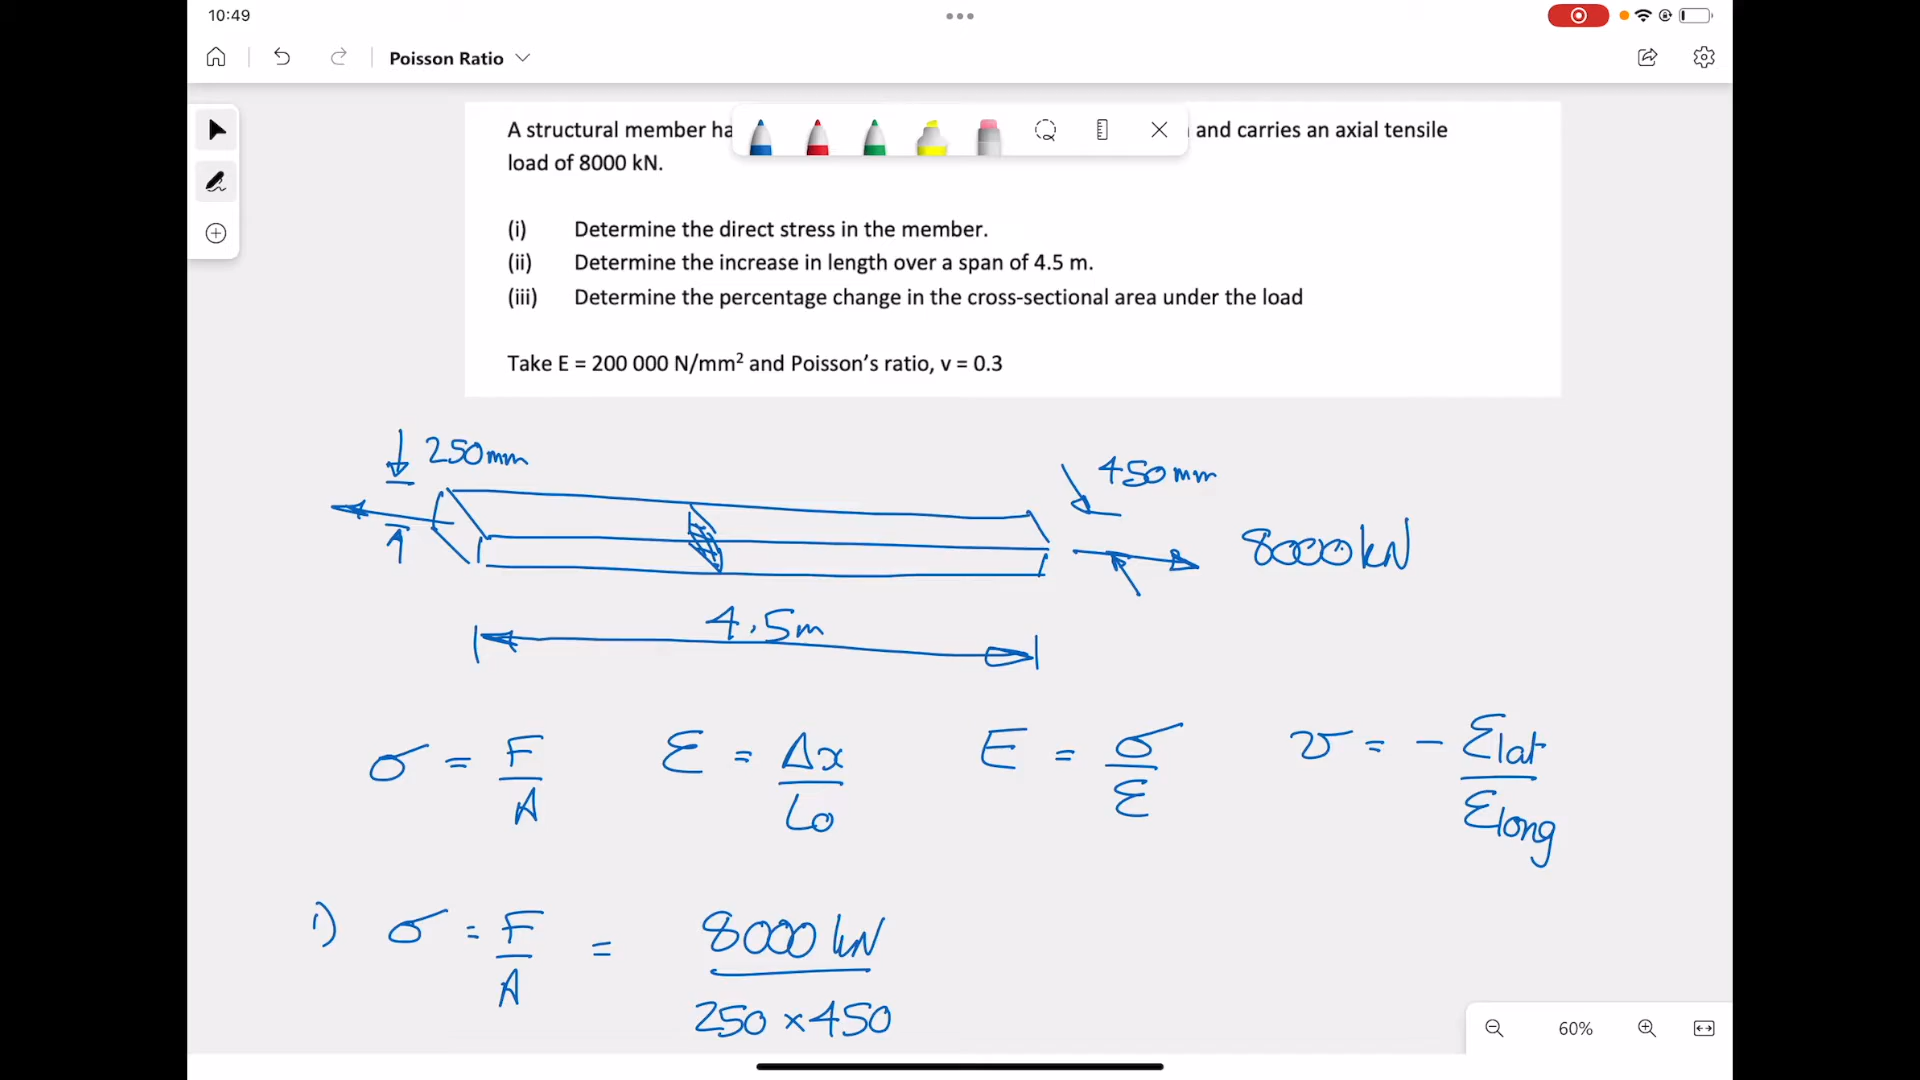 10:49
Poisson Ratio
A structural member ha and carries an axial tensile
load of 8000 kN.
(i) Determine the direct stress in the member.
(ii) Determine the increase in length over a span of 4.5 m.
(iii) Determine the percentage change in the cross-sectional area under the load
Take E = 200 000 N/mm² and Poisson's ratio, v = 0.3
250mm
450mm
8000kN
4.5m
σ = F/A ε = Δx/Lo E = σ/ε ν = - εlat/εlong
i) σ = F/A = 8000 kN / 250 × 450
60%